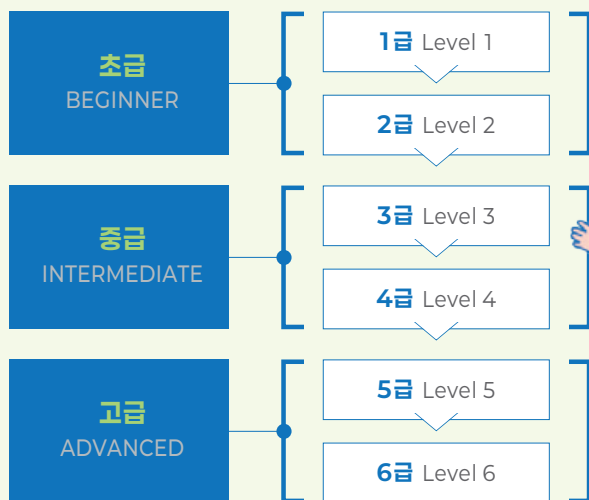 초급
BEGINNER
1급 Level 1
2급 Level 2
중급
INTERMEDIATE
3급 Level 3
4급 Level 4
고급
ADVANCED
5급 Level 5
6급 Level 6